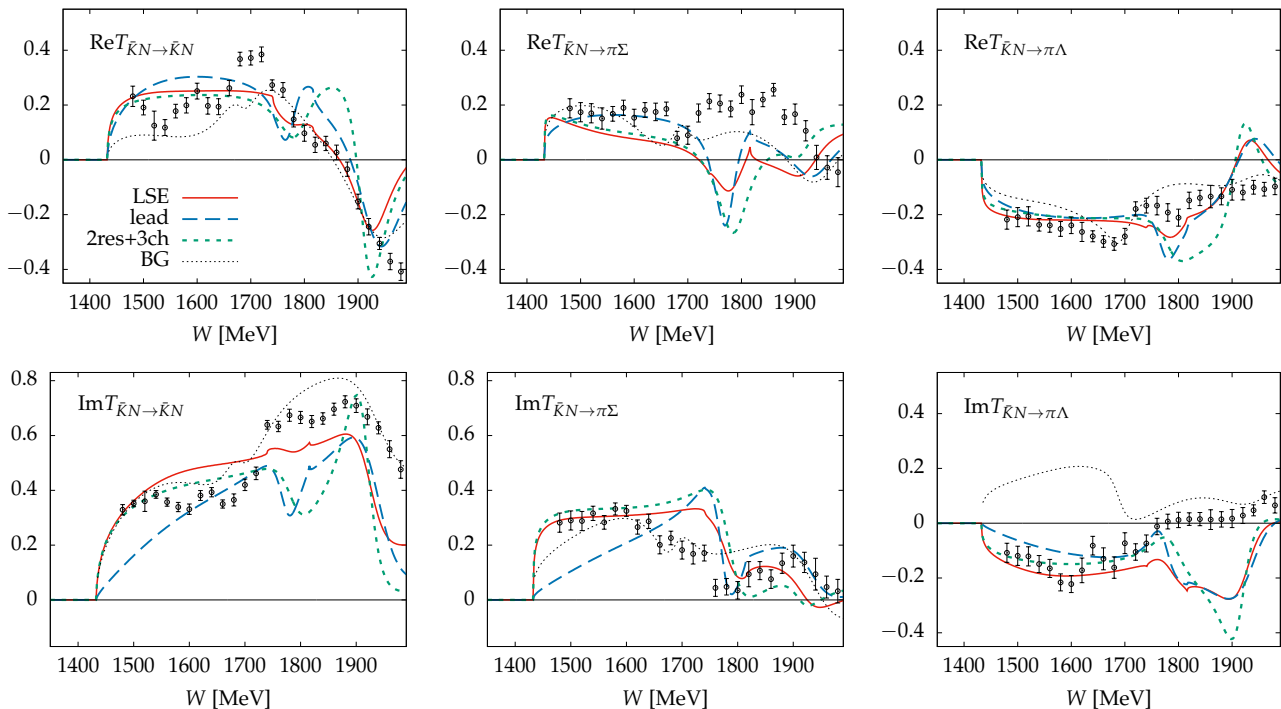 ReT_{K̄N→K̄N}
0.4
0.2
0
−0.2
−0.4
LSE
lead
2res+3ch
BG
1400 1500 1600 1700 1800 1900
W [MeV]
ReT_{K̄N→πΣ}
0.4
0.2
0
−0.2
−0.4
1400 1500 1600 1700 1800 1900
W [MeV]
ReT_{K̄N→πΛ}
0.4
0.2
0
−0.2
−0.4
1400 1500 1600 1700 1800 1900
W [MeV]
ImT_{K̄N→K̄N}
0.8
0.6
0.4
0.2
0
1400 1500 1600 1700 1800 1900
W [MeV]
ImT_{K̄N→πΣ}
0.8
0.6
0.4
0.2
0
1400 1500 1600 1700 1800 1900
W [MeV]
ImT_{K̄N→πΛ}
0.4
0.2
0
−0.2
−0.4
1400 1500 1600 1700 1800 1900
W [MeV]